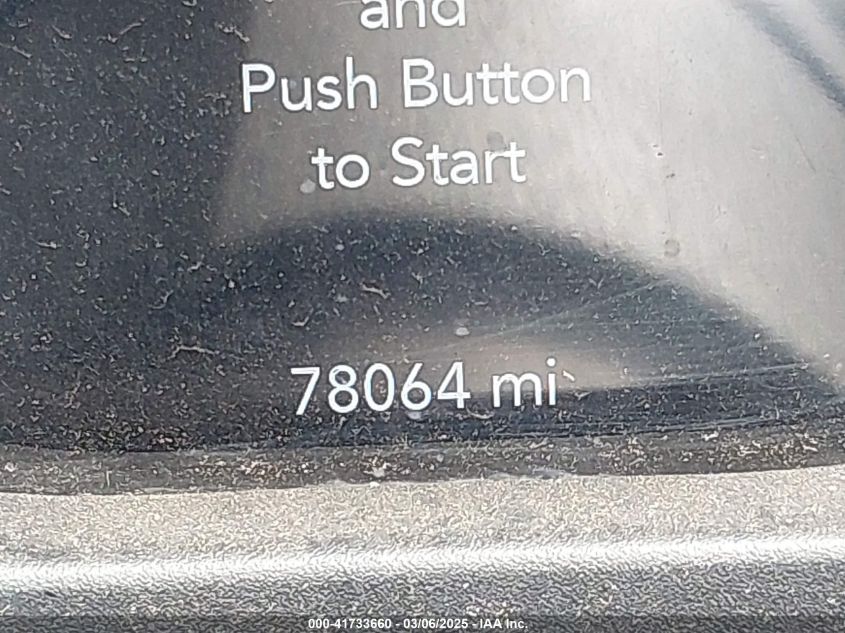 and
Push Button
to Start
78064 mi
000-41733660 - 03/06/2025 - IAA Inc.